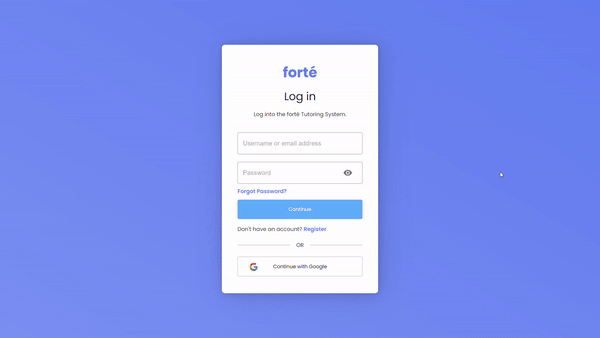 forté
Log in
Log into the forté Tutoring System.
Username or email address
Password
Forgot Password?
Continue
Don't have an account? Register
OR
Continue with Google